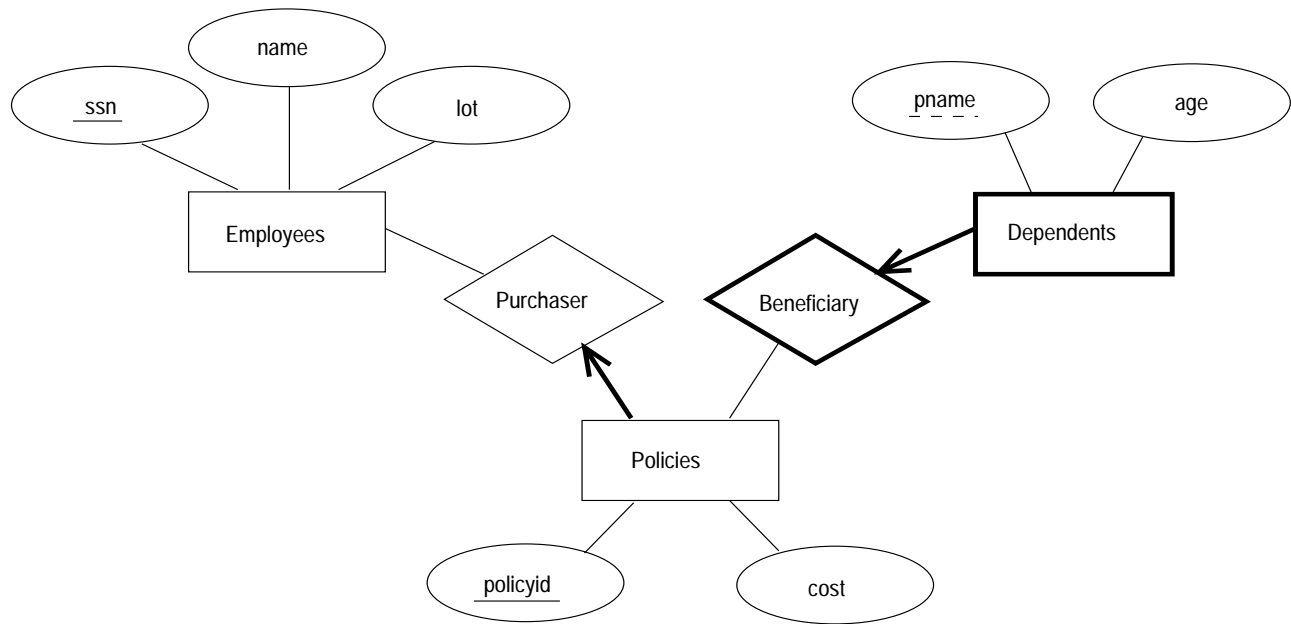 name
ssn
lot
pname
age
Employees
Dependents
Purchaser
Beneficiary
Policies
policyid
cost